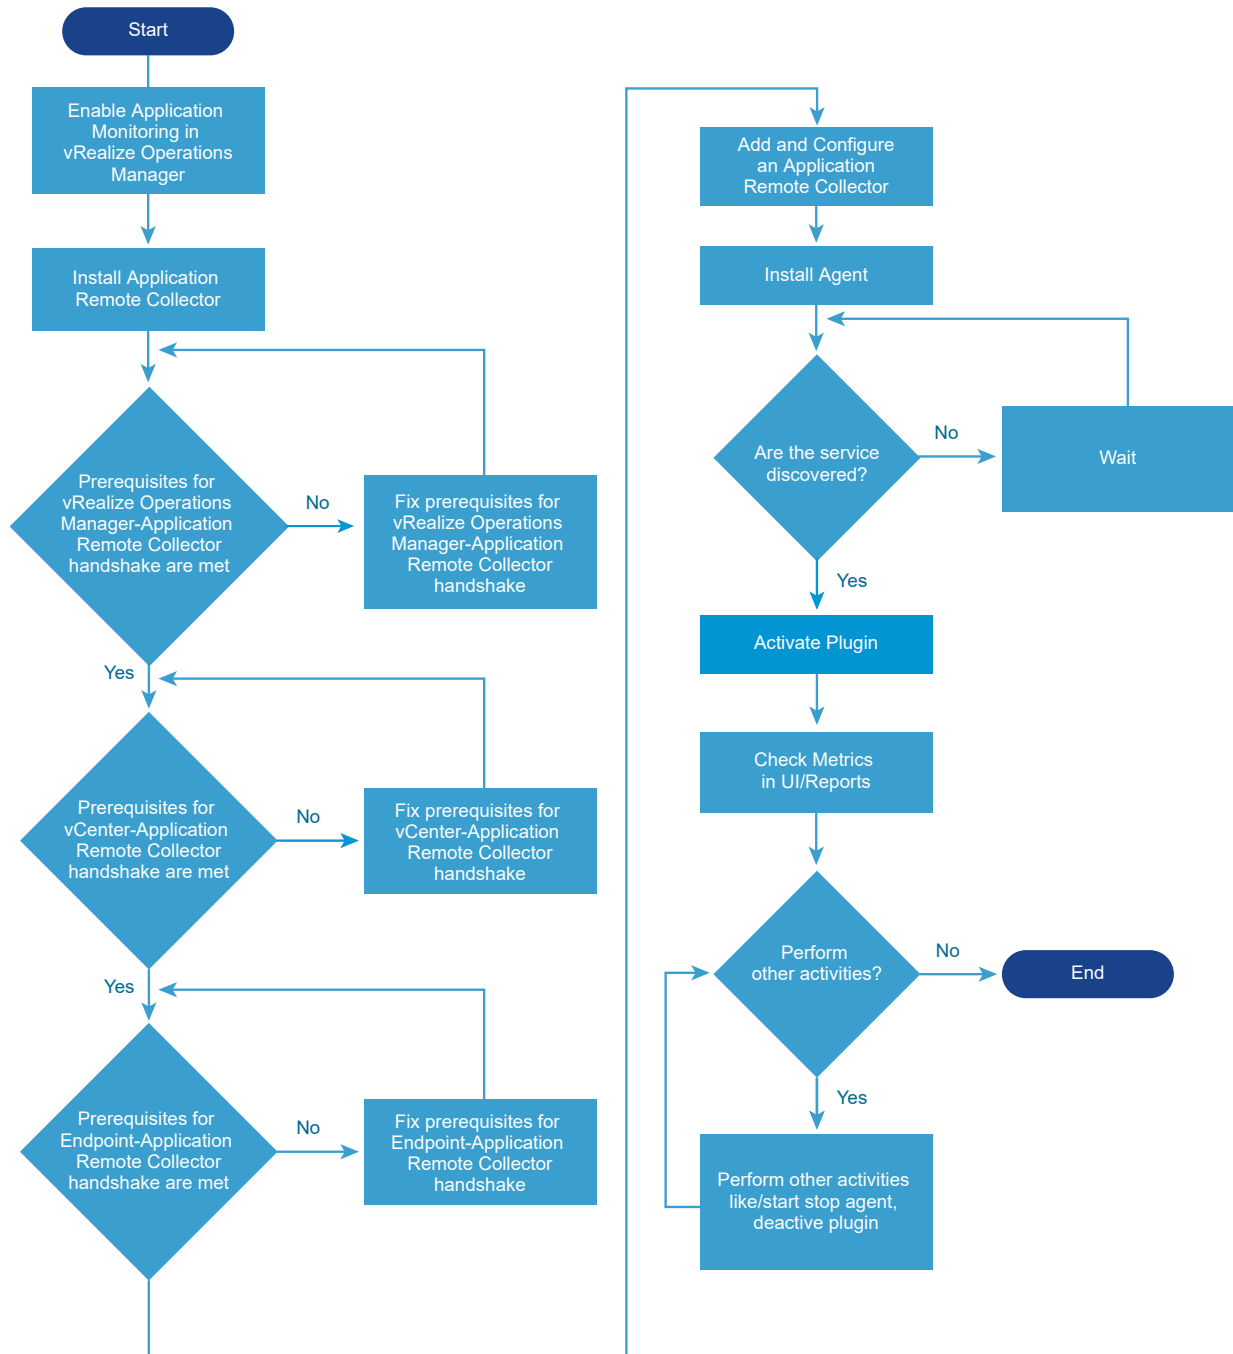 Start
Enable Application
Monitoring in
vRealize Operations
Manager
Install Application
Remote Collector
Prerequisites for
vRealize Operations
Manager-Application
Remote Collector
handshake are met
No
Fix prerequisites for
vRealize Operations
Manager-Application
Remote Collector
handshake
Yes
Prerequisites for
vCenter-Application
Remote Collector
handshake are met
No
Fix prerequisites for
vCenter-Application
Remote Collector
handshake
Yes
Prerequisites for
Endpoint-Application
Remote Collector
handshake are met
No
Fix prerequisites for
Endpoint-Application
Remote Collector
handshake
Add and Configure
an Application
Remote Collector
Install Agent
Are the service
discovered?
No
Wait
Yes
Activate Plugin
Check Metrics
in UI/Reports
Perform
other activities?
No
End
Yes
Perform other activities
like/start stop agent,
deactive plugin